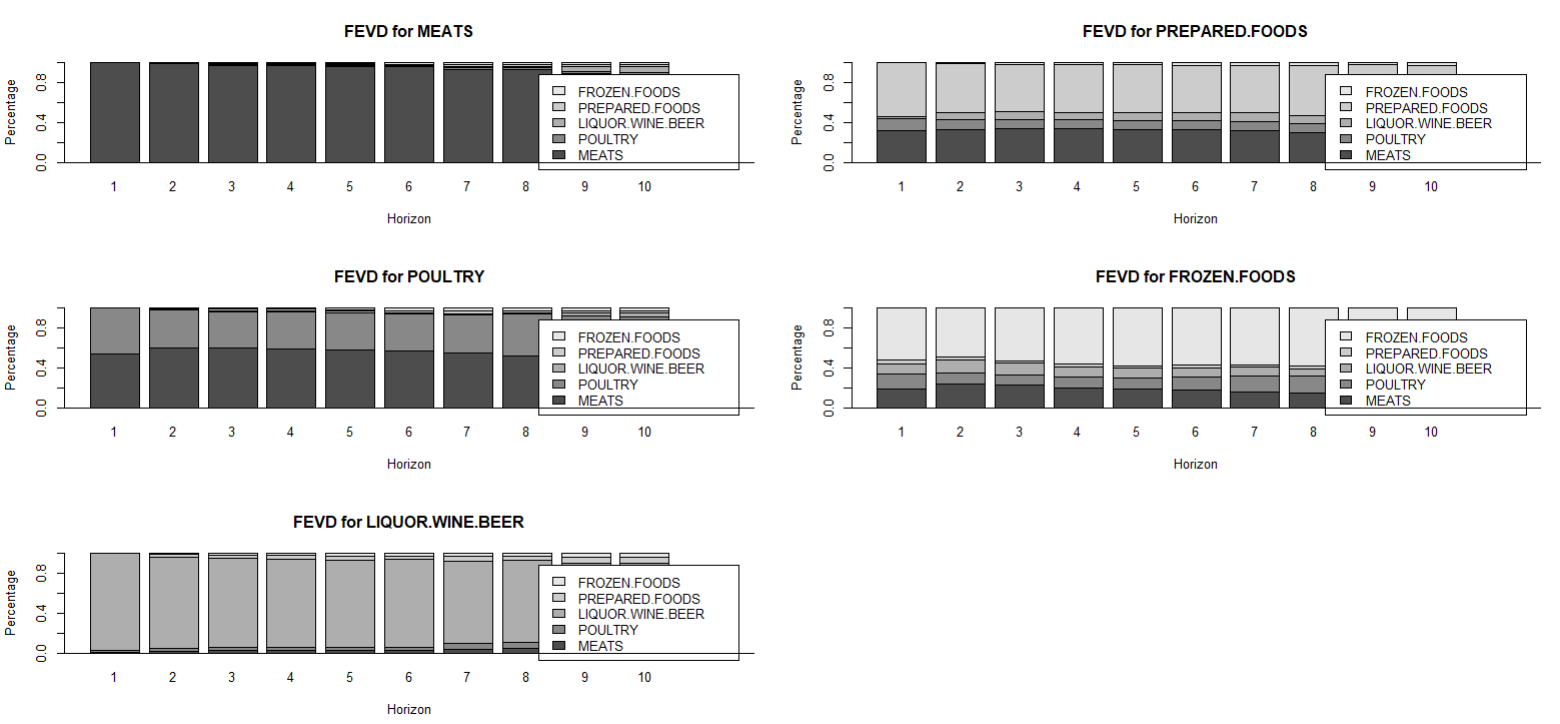 FEVD for MEATS
Percentage
0.0 0.4 0.8
FROZEN.FOODS
PREPARED.FOODS
LIQUOR.WINE.BEER
POULTRY
MEATS
1 2 3 4 5 6 7 8 9 10
Horizon
FEVD for PREPARED.FOODS
Percentage
0.0 0.4 0.8
FROZEN.FOODS
PREPARED.FOODS
LIQUOR.WINE.BEER
POULTRY
MEATS
1 2 3 4 5 6 7 8 9 10
Horizon
FEVD for POULTRY
Percentage
0.0 0.4 0.8
FROZEN.FOODS
PREPARED.FOODS
LIQUOR.WINE.BEER
POULTRY
MEATS
1 2 3 4 5 6 7 8 9 10
Horizon
FEVD for FROZEN.FOODS
Percentage
0.0 0.4 0.8
FROZEN.FOODS
PREPARED.FOODS
LIQUOR.WINE.BEER
POULTRY
MEATS
1 2 3 4 5 6 7 8 9 10
Horizon
FEVD for LIQUOR.WINE.BEER
Percentage
0.0 0.4 0.8
FROZEN.FOODS
PREPARED.FOODS
LIQUOR.WINE.BEER
POULTRY
MEATS
1 2 3 4 5 6 7 8 9 10
Horizon